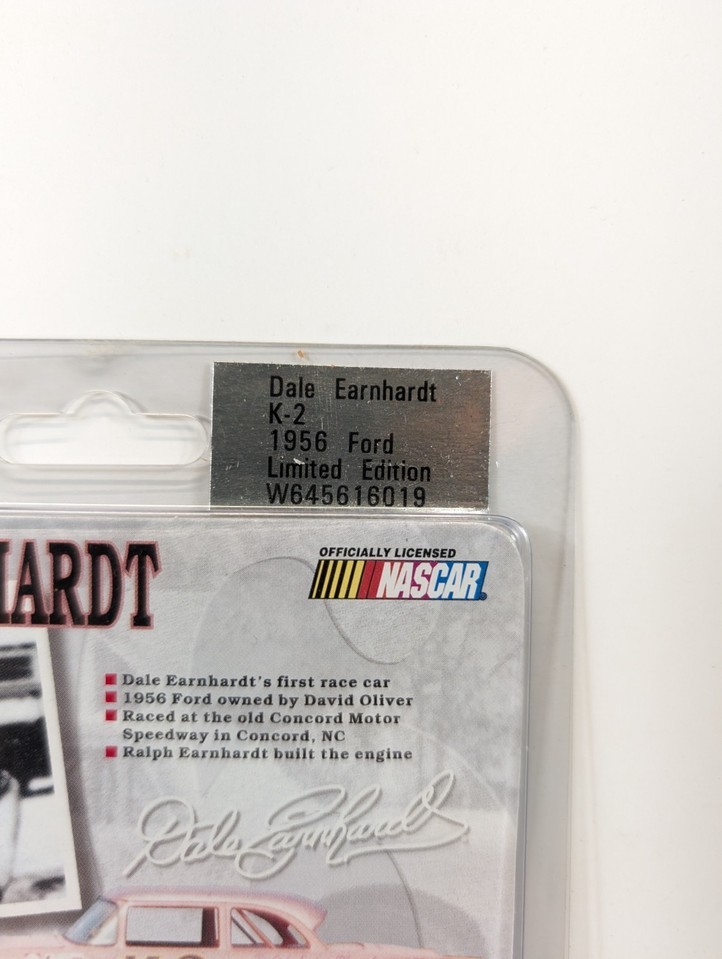 Dale Earnhardt
K-2
1956 Ford
Limited Edition
W645616019
HARDT
OFFICIALLY LICENSED
NASCAR
Dale Earnhardt's first race car
1956 Ford owned by David Oliver
Raced at the old Concord Motor
Speedway in Concord, NC
Ralph Earnhardt built the engine
Dale Earnhardt